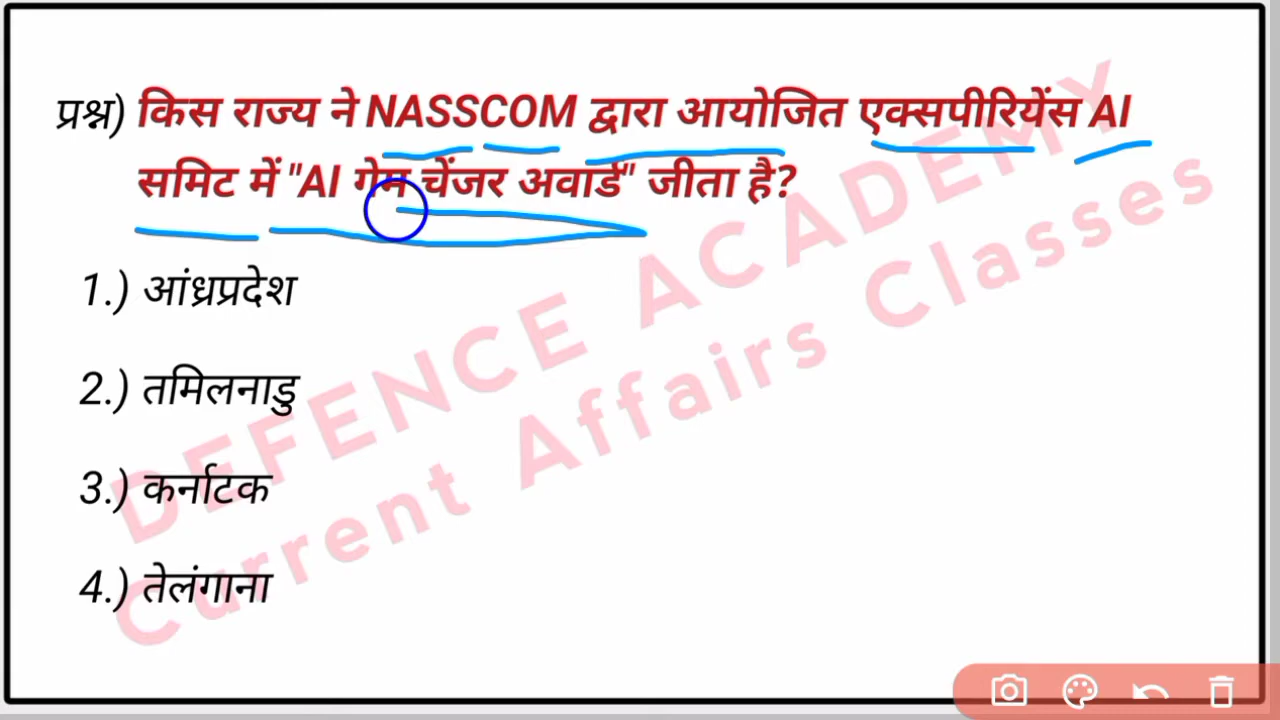 प्रश्न) किस राज्य ने NASSCOM द्वारा आयोजित एक्सपीरियेंस AI
समिट में "AI गेम चेंजर अवार्ड" जीता है?
1.) आंध्रप्रदेश
2.) तमिलनाडु
3.) कर्नाटक
4.) तेलंगाना
DEFENCE ACADEMY
Current Affairs Classes